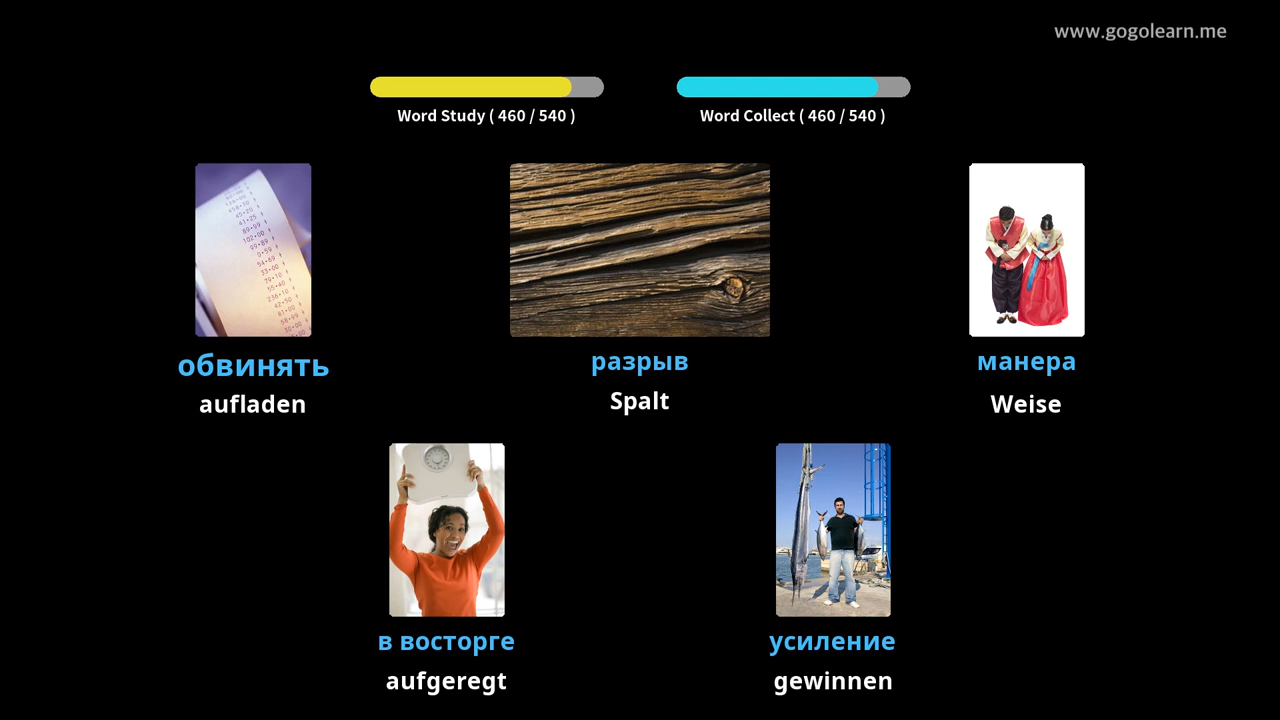 www.gogolearn.me
Word Study ( 460 / 540 )
Word Collect ( 460 / 540 )
обвинять
aufladen
разрыв
Spalt
манера
Weise
в восторге
aufgeregt
усиление
gewinnen